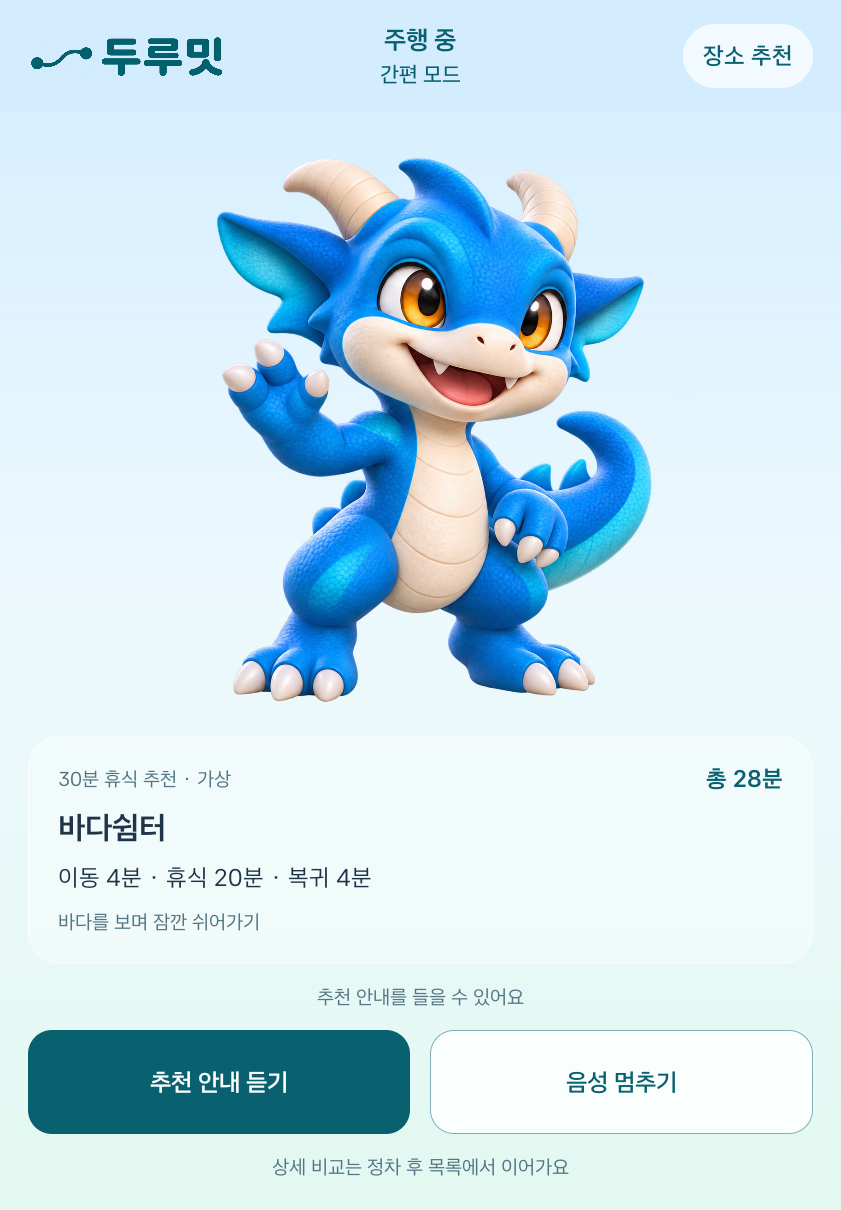 두루밋
주행 중
간편 모드
장소 추천
30분 휴식 추천 · 가상
총 28분
바다쉼터
이동 4분 · 휴식 20분 · 복귀 4분
바다를 보며 잠깐 쉬어가기
추천 안내를 들을 수 있어요
추천 안내 듣기
음성 멈추기
상세 비교는 정차 후 목록에서 이어가요